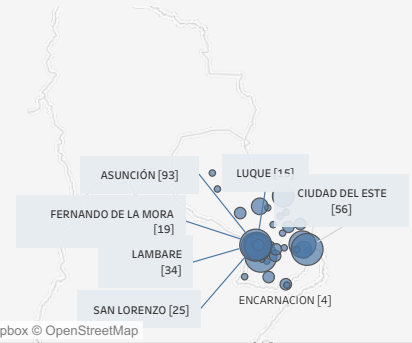 ASUNCIÓN [93]
LUQUE [15]
CIUDAD DEL ESTE
[56]
FERNANDO DE LA MORA
[19]
LAMBARE
[34]
SAN LORENZO [25]
ENCARNACION [4]
pbox © OpenStreetMap